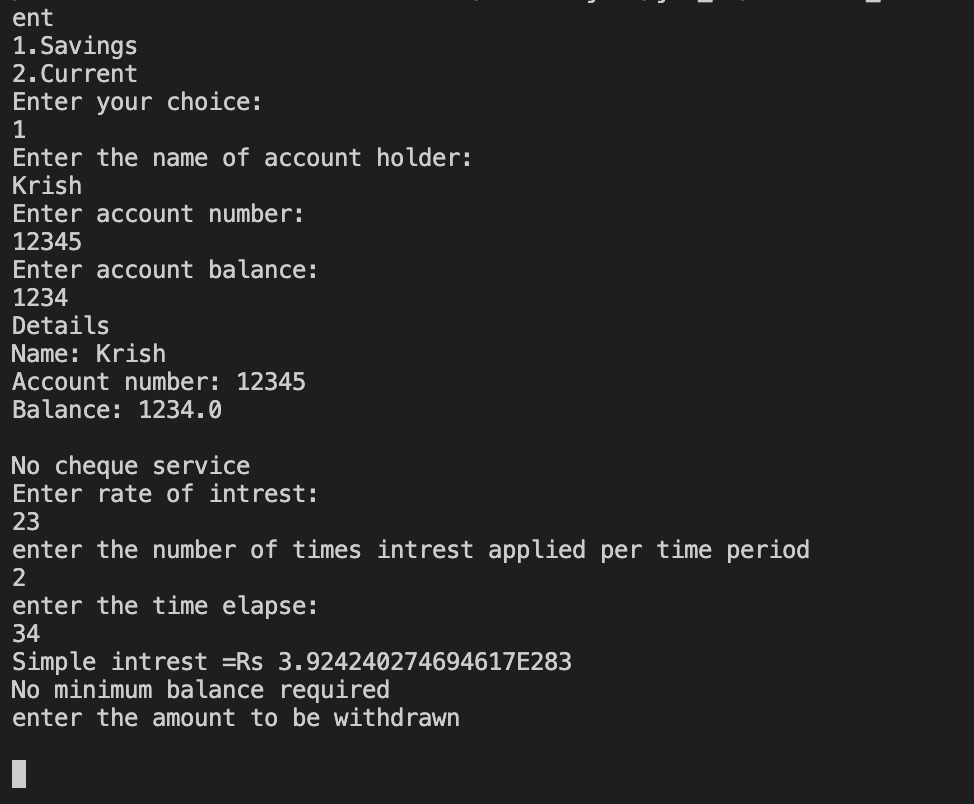 ent
1.Savings
2.Current
Enter your choice:
1
Enter the name of account holder:
Krish
Enter account number:
12345
Enter account balance:
1234
Details
Name: Krish
Account number: 12345
Balance: 1234.0
No cheque service
Enter rate of intrest:
23
enter the number of times intrest applied per time period
2
enter the time elapse:
34
Simple intrest =Rs 3.924240274694617E283
No minimum balance required
enter the amount to be withdrawn